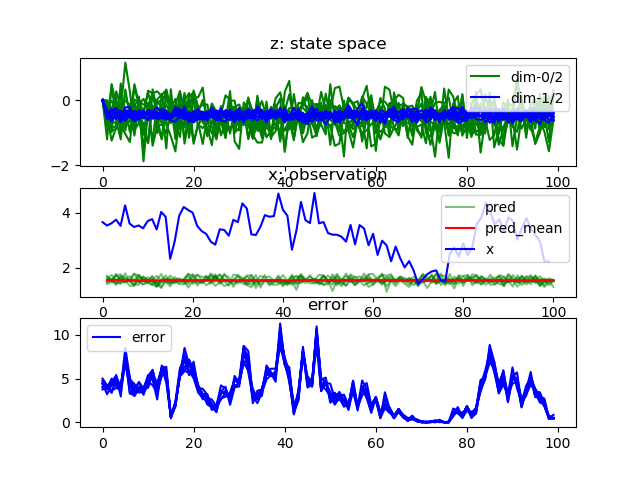 z: state space
0
−2
dim-0/2
dim-1/2
0 20 40 60 80 100
x: observation
4
2
pred
pred_mean
x
0 20 40 60 80 100
error
10
5
0
error
0 20 40 60 80 100